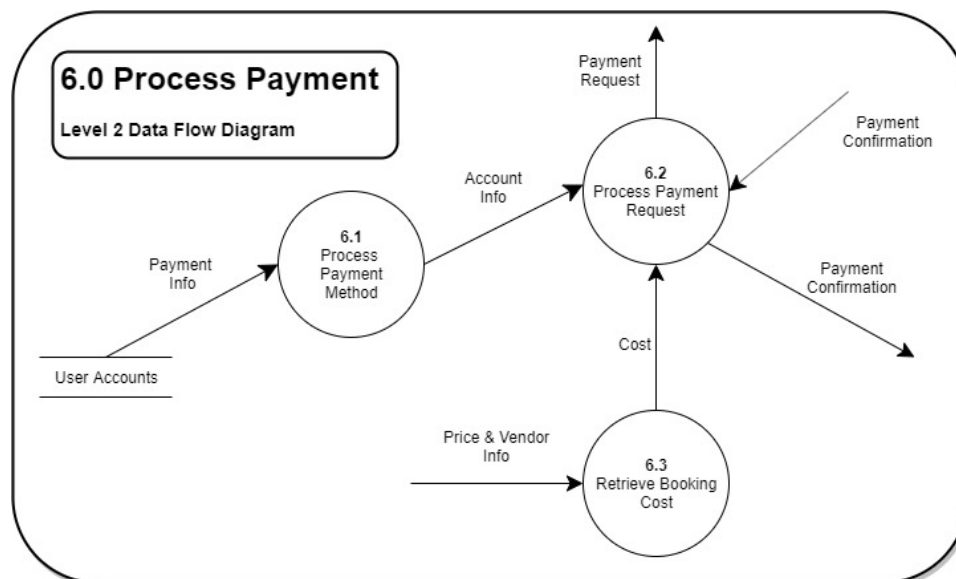 6.0 Process Payment
Level 2 Data Flow Diagram
Payment
Request
Payment
Confirmation
6.2
Process Payment
Request
Account
Info
6.1
Process
Payment
Method
Payment
Info
Payment
Confirmation
Cost
User Accounts
Price & Vendor
Info
6.3
Retrieve Booking
Cost